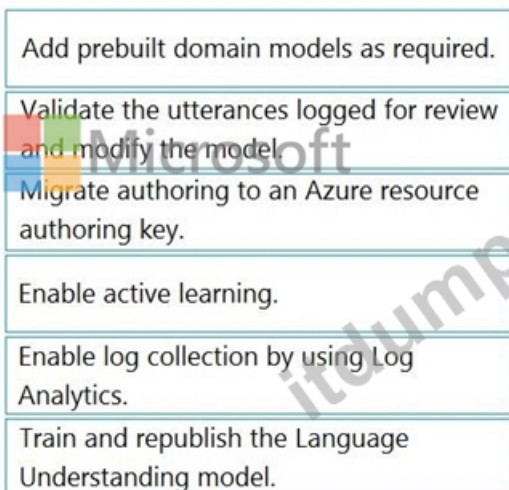 Add prebuilt domain models as required.
Validate the utterances logged for review
and modify the model.
Microsoft
Migrate authoring to an Azure resource
authoring key.
Enable active learning.
itdump
Enable log collection by using Log
Analytics.
Train and republish the Language
Understanding model.